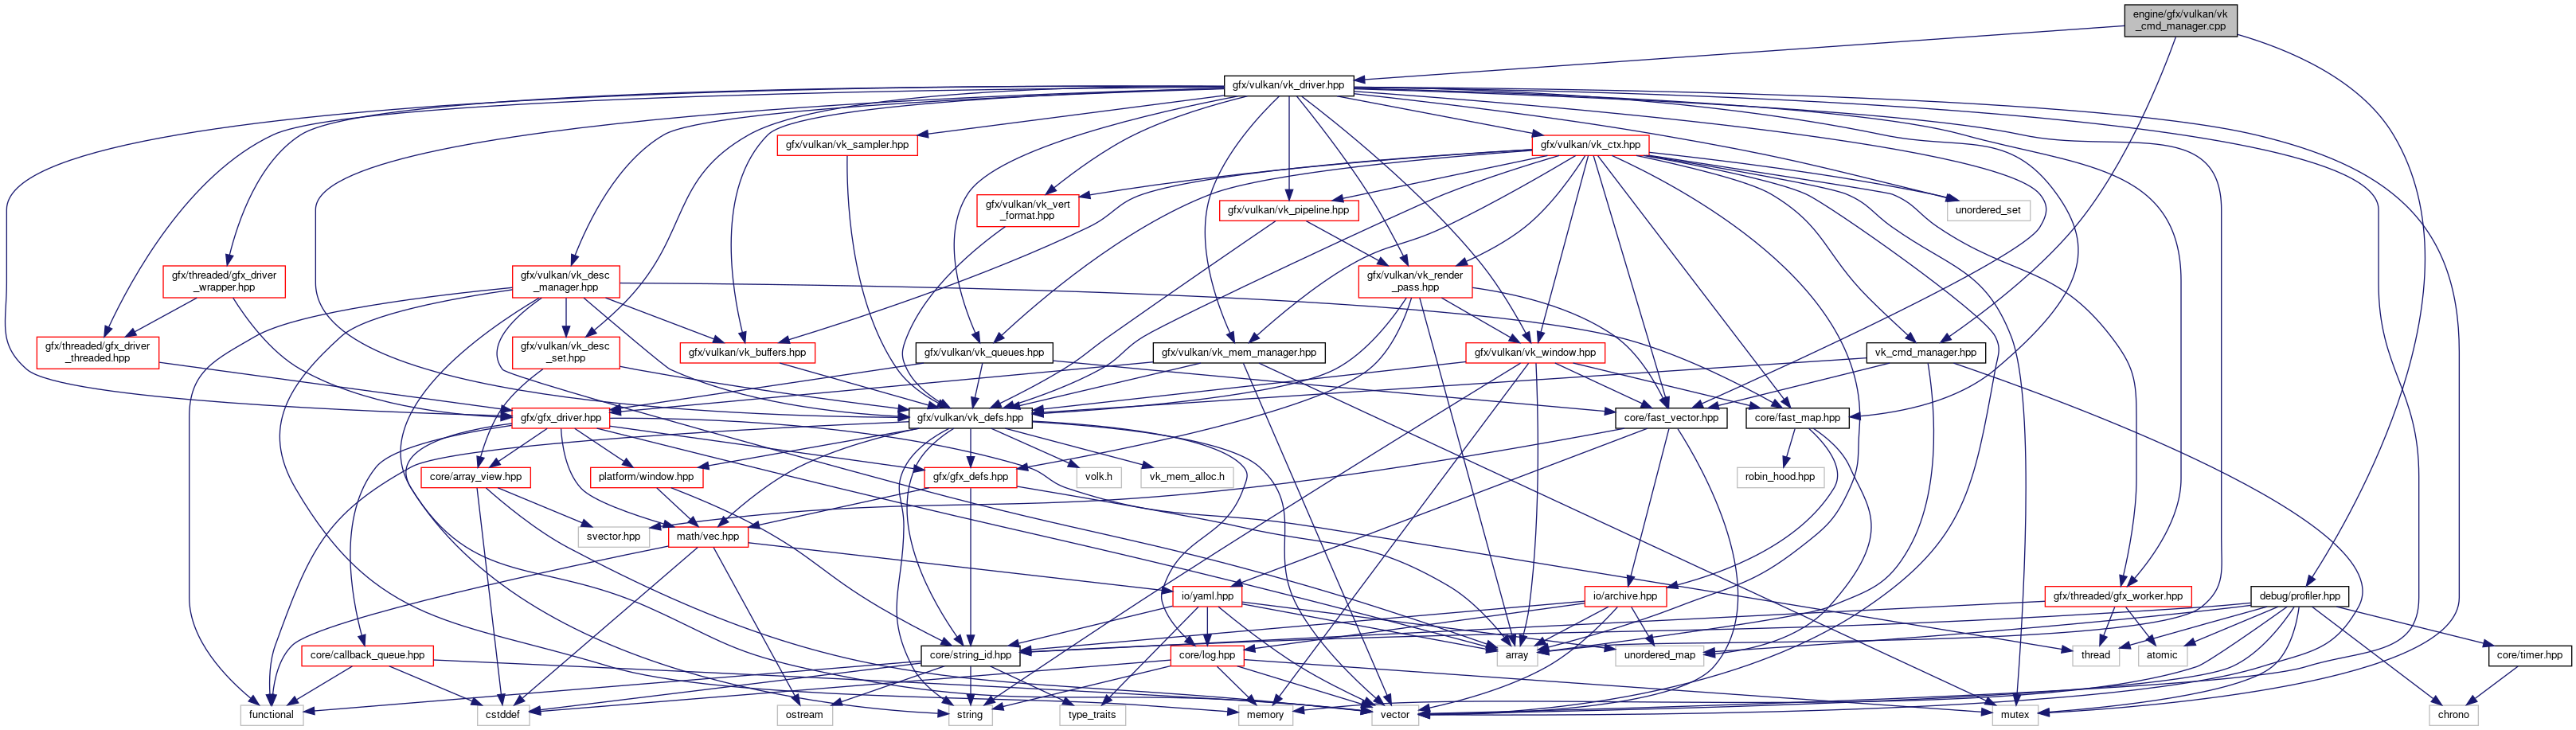 engine/gfx/vulkan/vk
_cmd_manager.cpp
gfx/vulkan/vk_driver.hpp
gfx/vulkan/vk_sampler.hpp
gfx/vulkan/vk_ctx.hpp
gfx/vulkan/vk_vert
_format.hpp
gfx/vulkan/vk_pipeline.hpp
unordered_set
gfx/threaded/gfx_driver
_wrapper.hpp
gfx/vulkan/vk_desc
_manager.hpp
gfx/vulkan/vk_render
_pass.hpp
gfx/threaded/gfx_driver
_threaded.hpp
gfx/vulkan/vk_desc
_set.hpp
gfx/vulkan/vk_buffers.hpp
gfx/vulkan/vk_queues.hpp
gfx/vulkan/vk_mem_manager.hpp
gfx/vulkan/vk_window.hpp
vk_cmd_manager.hpp
gfx/gfx_driver.hpp
gfx/vulkan/vk_defs.hpp
core/fast_vector.hpp
core/fast_map.hpp
core/array_view.hpp
platform/window.hpp
gfx/gfx_defs.hpp
volk.h
vk_mem_alloc.h
robin_hood.hpp
svector.hpp
math/vec.hpp
io/yaml.hpp
io/archive.hpp
gfx/threaded/gfx_worker.hpp
debug/profiler.hpp
core/callback_queue.hpp
core/string_id.hpp
core/log.hpp
array
unordered_map
thread
atomic
core/timer.hpp
functional
cstddef
ostream
string
type_traits
memory
vector
mutex
chrono